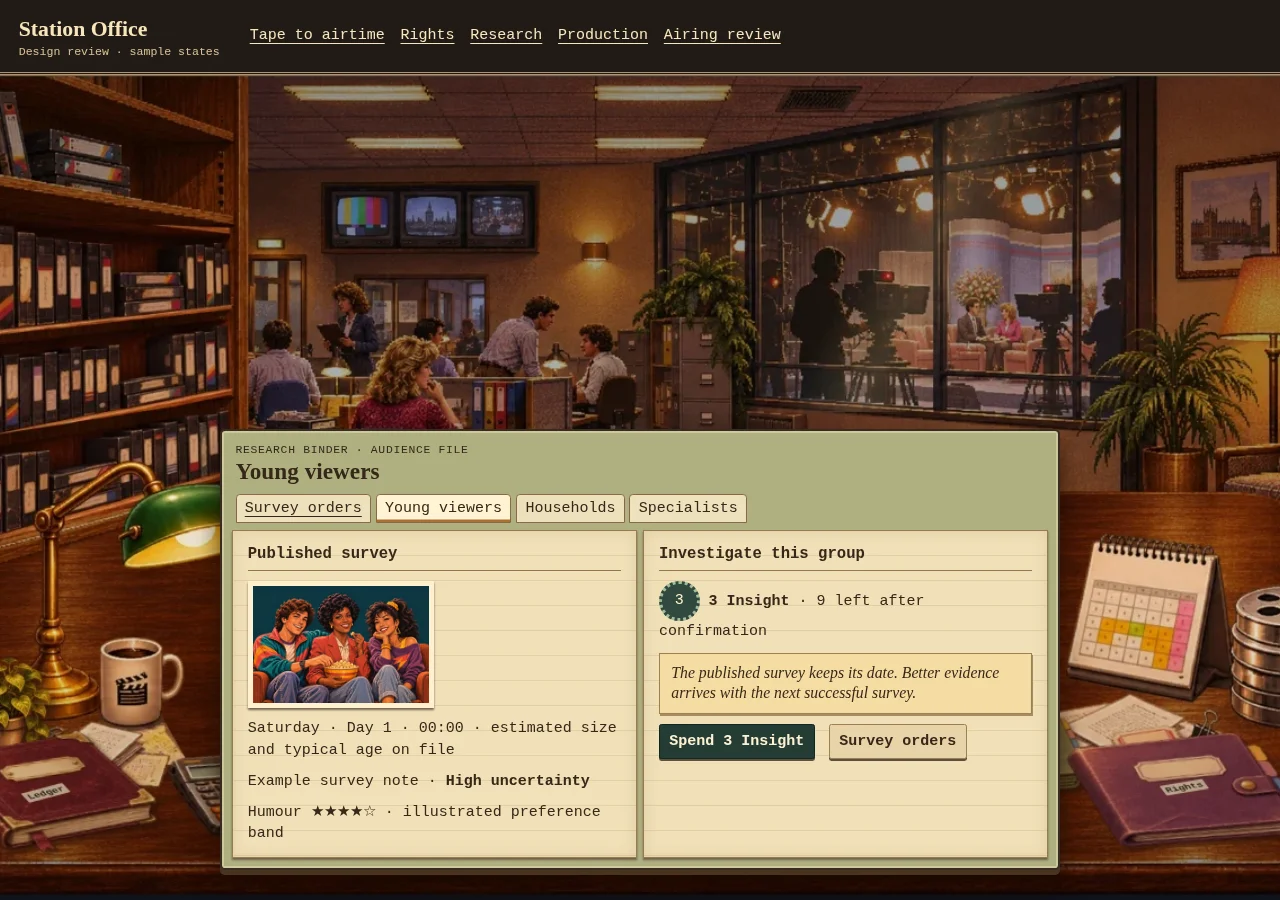 Station Office
Design review · sample states
Tape to airtime Rights Research Production Airing review
RESEARCH BINDER · AUDIENCE FILE
Young viewers
Survey orders Young viewers Households Specialists
Published survey
Saturday · Day 1 · 00:00 · estimated size
and typical age on file
Example survey note · High uncertainty
Humour ★★★★☆ · illustrated preference
band
Investigate this group
3 3 Insight · 9 left after
confirmation
The published survey keeps its date. Better evidence
arrives with the next successful survey.
Spend 3 Insight Survey orders
Ledger
Rights